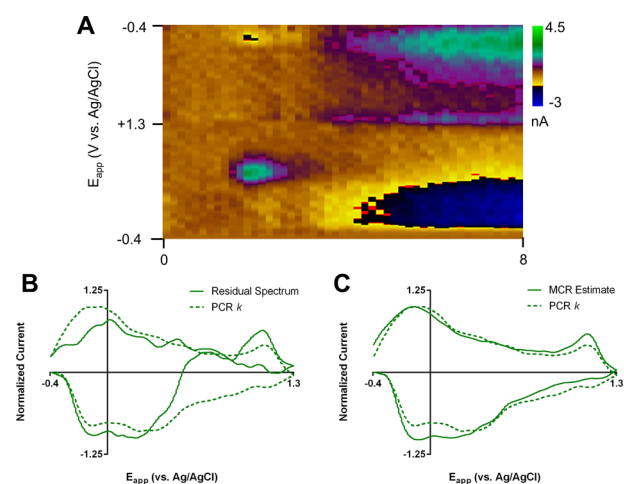 A
-0.4
+1.3
-0.4
E_app (V vs. Ag/AgCl)
0
8
4.5
-3
nA
B
1.25
-0.4
1.3
-1.25
Normalized Current
E_app (vs. Ag/AgCl)
Residual Spectrum
PCR k
C
1.25
-0.4
1.3
-1.25
Normalized Current
E_app (vs. Ag/AgCl)
MCR Estimate
PCR k